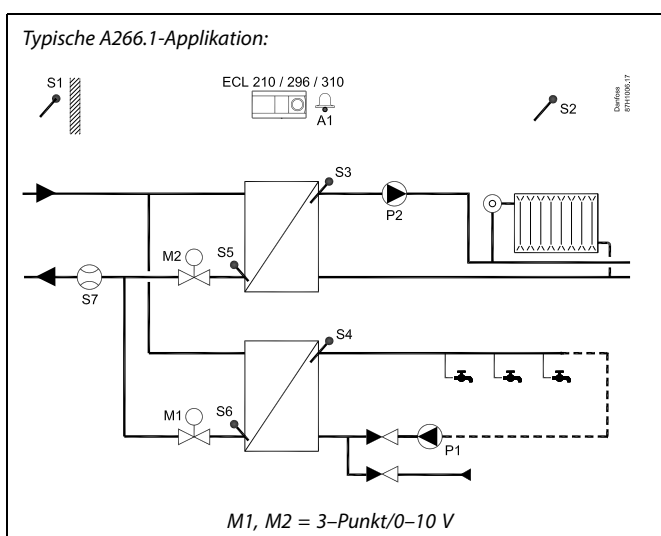 Typische A266.1-Applikation:
S1
ECL 210 / 296 / 310
A1
S2
Danfoss
87H1006.17
S3
P2
M2
S5
S7
S4
M1
S6
P1
M1, M2 = 3–Punkt/0–10 V